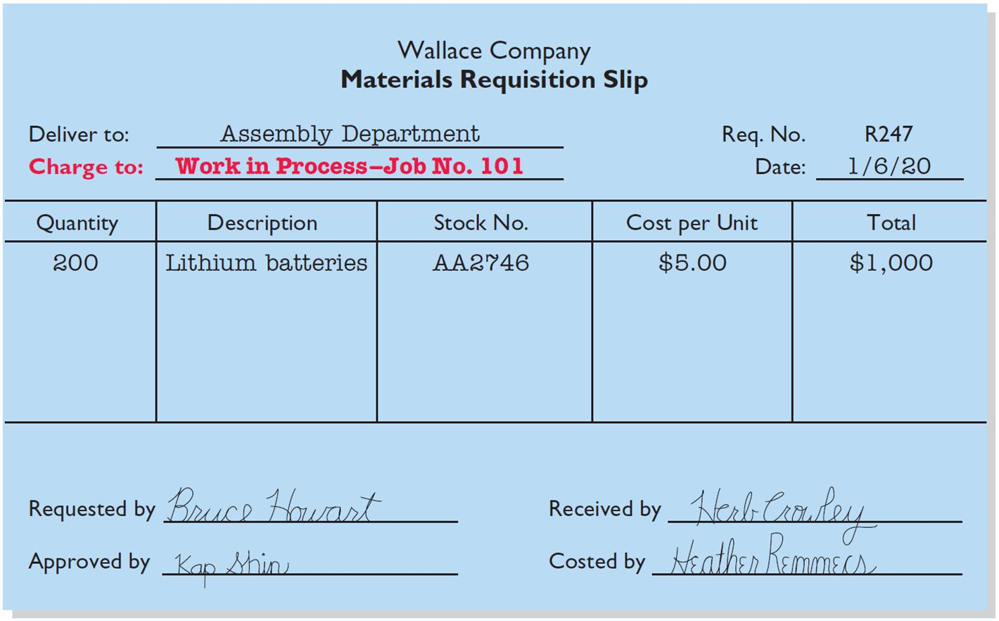 Wallace Company
Materials Requisition Slip
Deliver to: Assembly Department Req. No. R247
Charge to: Work in Process–Job No. 101 Date: 1/6/20
Quantity Description Stock No. Cost per Unit Total
200 Lithium batteries AA2746 $5.00 $1,000
Requested by Bruce Howart Received by Herb Crowley
Approved by Kap Shin Costed by Heather Remmers